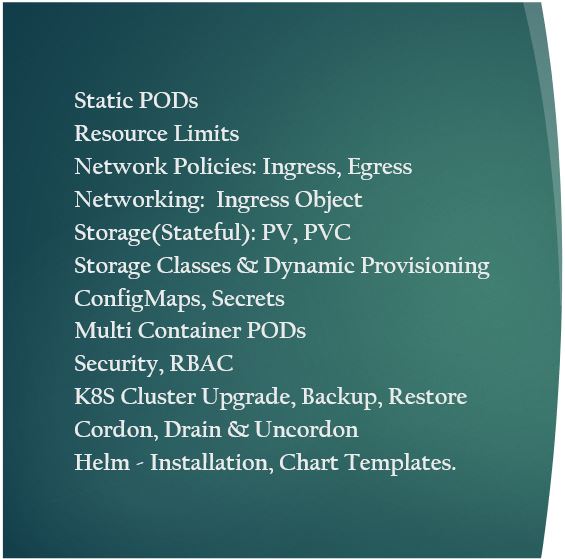 Static PODs
Resource Limits
Network Policies: Ingress, Egress
Networking:  Ingress Object
Storage(Stateful): PV, PVC
Storage Classes & Dynamic Provisioning
ConfigMaps, Secrets
Multi Container PODs
Security, RBAC
K8S Cluster Upgrade, Backup, Restore
Cordon, Drain & Uncordon
Helm - Installation, Chart Templates.